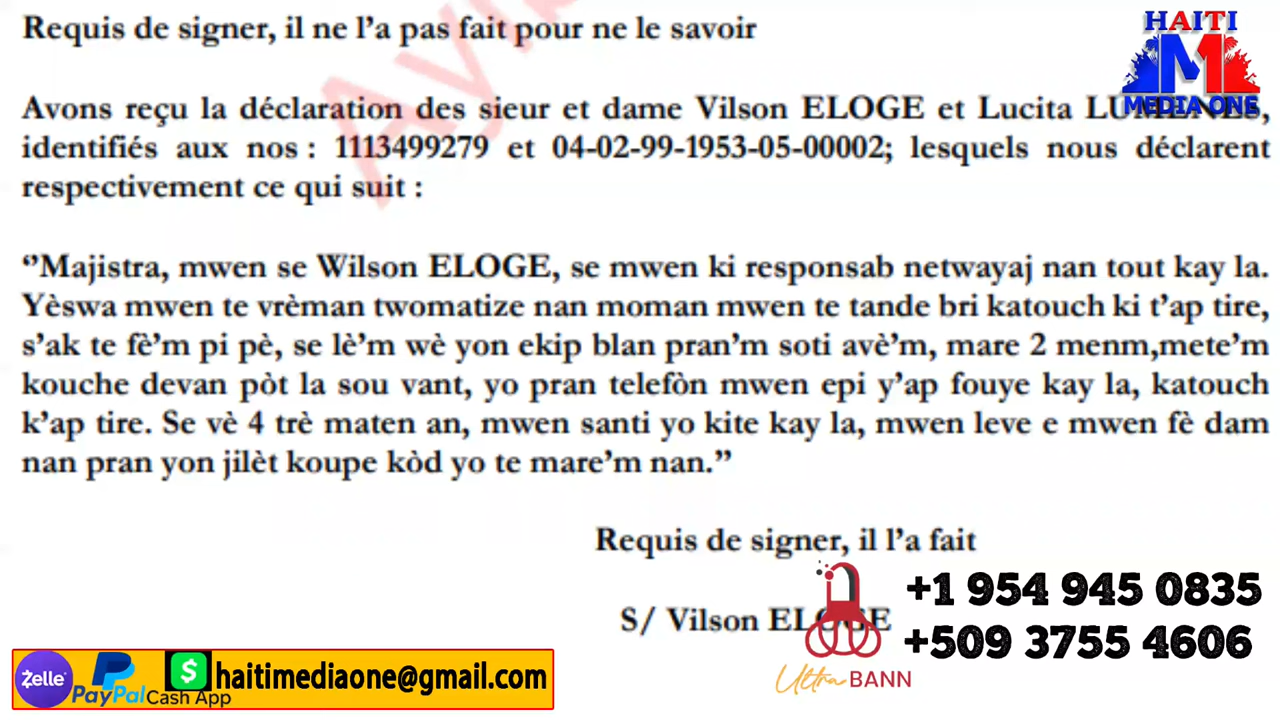 Requis de signer, il ne l'a pas fait pour ne le savoir
HAITI
M
MEDIA ONE
Avons reçu la déclaration des sieur et dame Vilson ELOGE et Lucita
identifiés aux nos : 1113499279 et 04-02-99-1953-05-00002; lesquels nous déclarent
respectivement ce qui suit :
‘’Majistra, mwen se Wilson ELOGE, se mwen ki responsab netwayaj nan tout kay la.
Yèswa mwen te vrèman twomatize nan moman mwen te tande bri katouch ki t’ap tire,
s’ak te fè’m pi pè, se lè’m wè yon ekip blan pran’m soti avè’m, mare 2 menm,mete’m
kouche devan pòt la sou vant, yo pran telefòn mwen epi y’ap fouye kay la, katouch
k’ap tire. Se vè 4 trè maten an, mwen santi yo kite kay la, mwen leve e mwen fè dam
nan pran yon jilèt koupe kòd yo te mare’m nan.’’
Requis de signer, il l’a fait
S/ Vilson ELOGE
+1 954 945 0835
+509 3755 4606
Ultra BANN
Zelle
PayPal
$
Cash App
haitimediaone@gmail.com